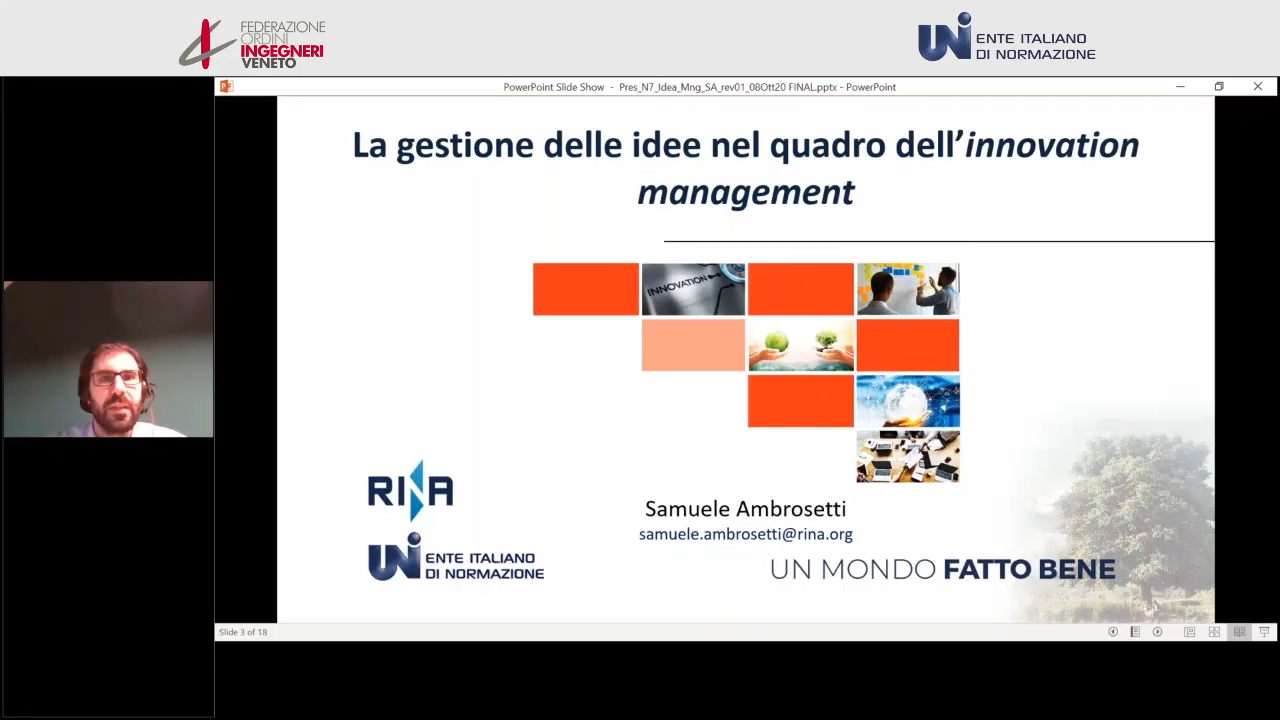 FEDERAZIONE
ORDINI
INGEGNERI
VENETO
UNI ENTE ITALIANO
DI NORMAZIONE
PowerPoint Slide Show - Pres_N7_Idea_Mng_SA_rev01_08Ott20 FINAL.pptx - PowerPoint
La gestione delle idee nel quadro dell’innovation
management
INNOVATION
RINA
Samuele Ambrosetti
samuele.ambrosetti@rina.org
UNI ENTE ITALIANO
DI NORMAZIONE
UN MONDO FATTO BENE
Slide 3 of 18